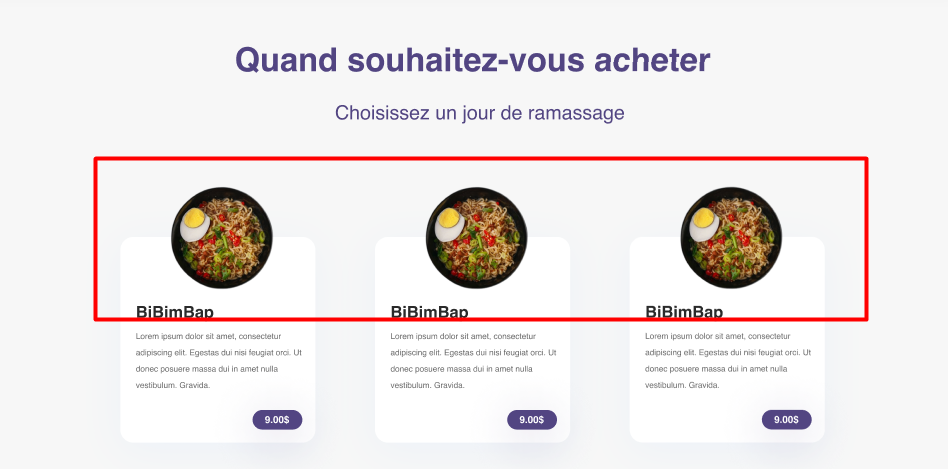 Quand souhaitez-vous acheter
Choisissez un jour de ramassage
BiBimBap
Lorem ipsum dolor sit amet, consectetur
adipiscing elit. Egestas dui nisi feugiat orci. Ut
donec posuere massa dui in amet nulla
vestibulum. Gravida.
9.00$
BiBimBap
Lorem ipsum dolor sit amet, consectetur
adipiscing elit. Egestas dui nisi feugiat orci. Ut
donec posuere massa dui in amet nulla
vestibulum. Gravida.
9.00$
BiBimBap
Lorem ipsum dolor sit amet, consectetur
adipiscing elit. Egestas dui nisi feugiat orci. Ut
donec posuere massa dui in amet nulla
vestibulum. Gravida.
9.00$